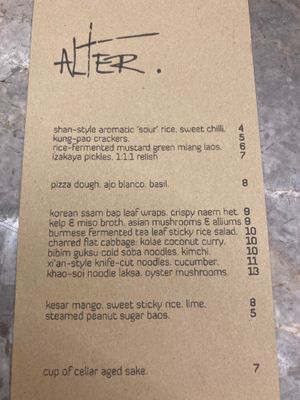 ALTER.
shan-style aromatic 'sour' rice. sweet chilli. 4
kung-pao crackers. 5
rice-fermented mustard green miang laos. 6
izakaya pickles. 1:1:1 relish 7
pizza dough. ajo blanco. basil. 8
korean ssam bap leaf wraps. crispy naem het. 9
kelp & miso broth. asian mushrooms & alliums 9
burmese fermented tea leaf sticky rice salad. 10
charred flat cabbage. kolae coconut curry. 10
bibim guksu cold soba noodles. kimchi. 10
xi'an-style knife-cut noodles. cucumber. 11
khao-soi noodle laksa. oyster mushrooms. 13
kesar mango. sweet sticky rice. lime. 8
steamed peanut sugar baos. 5
cup of cellar aged sake. 7